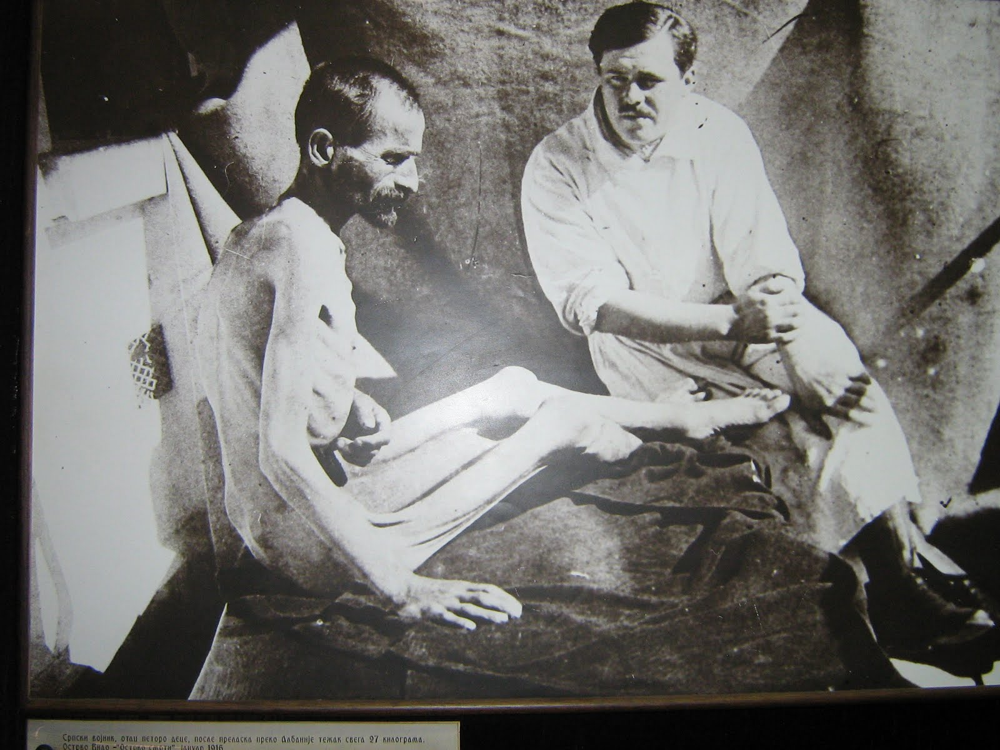 Српски војник, отац петоро деце, после преласка преко Албаније тежак свега 27 килограма.
Острво Видо -"Острво смрти", јануар 1916